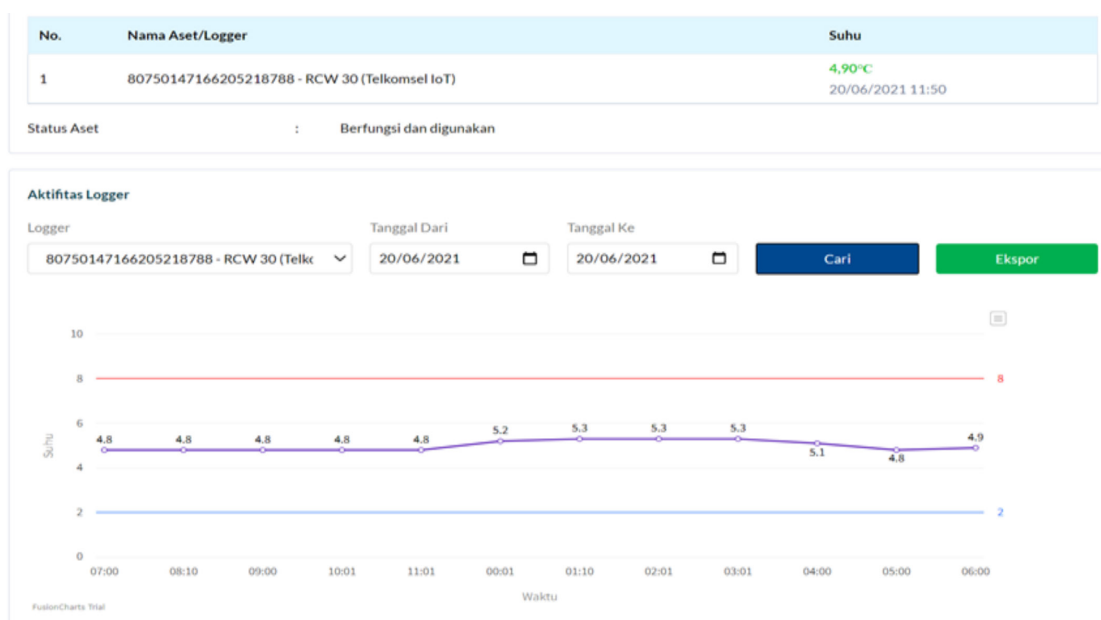 No. Nama Aset/Logger Suhu
1 80750147166205218788 - RCW 30 (Telkomsel IoT) 4,90°C
20/06/2021 11:50
Status Aset : Berfungsi dan digunakan
Aktifitas Logger
Logger Tanggal Dari Tanggal Ke
80750147166205218788 - RCW 30 (Telkc 20/06/2021 20/06/2021 Cari Ekspor
10
8 8
6
4.8 4.8 4.8 4.8 4.8 5.2 5.3 5.3 5.3 5.1 4.8 4.9
Suhu
4
2 2
0
07:00 08:10 09:00 10:01 11:01 00:01 01:10 02:01 03:01 04:00 05:00 06:00
Waktu
FusionCharts Trial